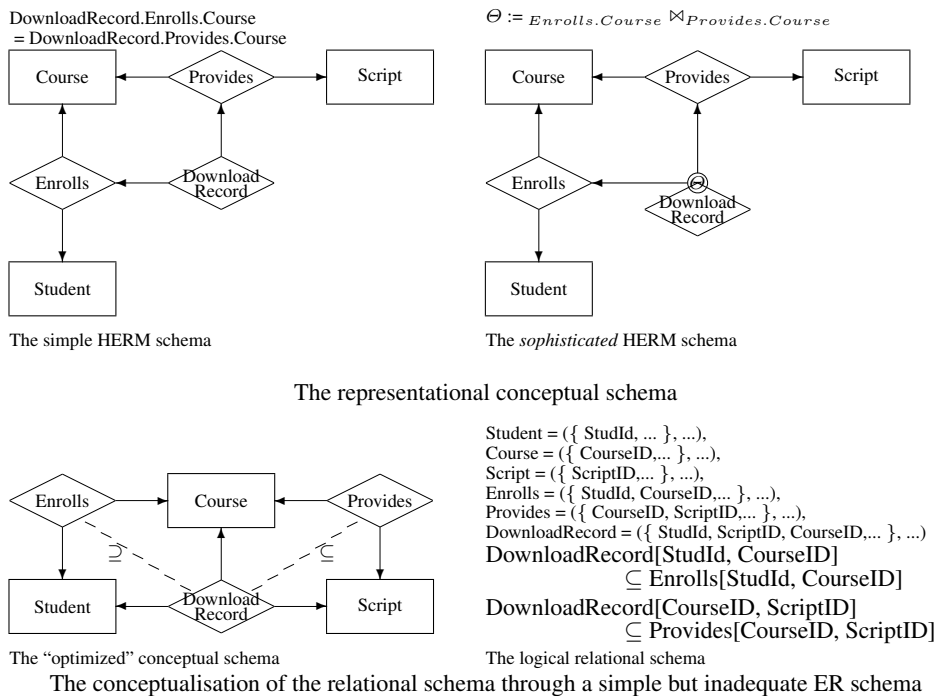 DownloadRecord.Enrolls.Course
= DownloadRecord.Provides.Course
Course
Provides
Script
Enrolls
Download
Record
Student
The simple HERM schema
Θ := Enrolls.Course ⋈Provides.Course
Course
Provides
Script
Enrolls
Θ
Download
Record
Student
The sophisticated HERM schema
The representational conceptual schema
Enrolls
Course
Provides
⊇
⊆
Student
Download
Record
Script
The “optimized” conceptual schema
Student = ({ StudId, ... }, ...),
Course = ({ CourseID,... }, ...),
Script = ({ ScriptID,... }, ...),
Enrolls = ({ StudId, CourseID,... }, ...),
Provides = ({ CourseID, ScriptID,... }, ...),
DownloadRecord = ({ StudId, ScriptID, CourseID,... }, ...)
DownloadRecord[StudId, CourseID]
⊆ Enrolls[StudId, CourseID]
DownloadRecord[CourseID, ScriptID]
⊆ Provides[CourseID, ScriptID]
The logical relational schema
The conceptualisation of the relational schema through a simple but inadequate ER schema